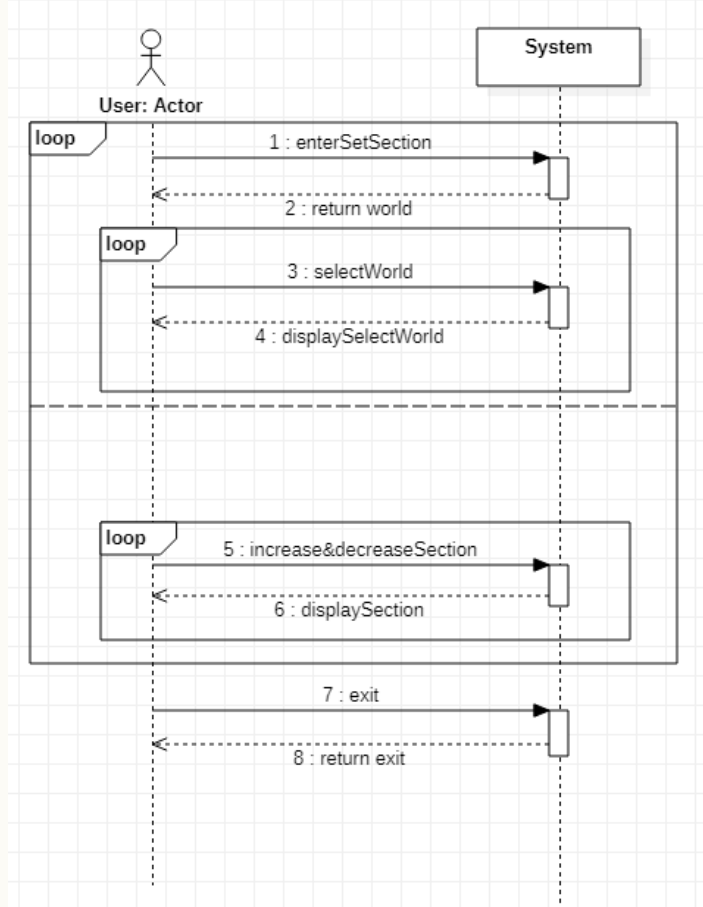 System
User: Actor
loop
1 : enterSetSection
2 : return world
loop
3 : selectWorld
4 : displaySelectWorld
loop
5 : increase&decreaseSection
6 : displaySection
7 : exit
8 : return exit